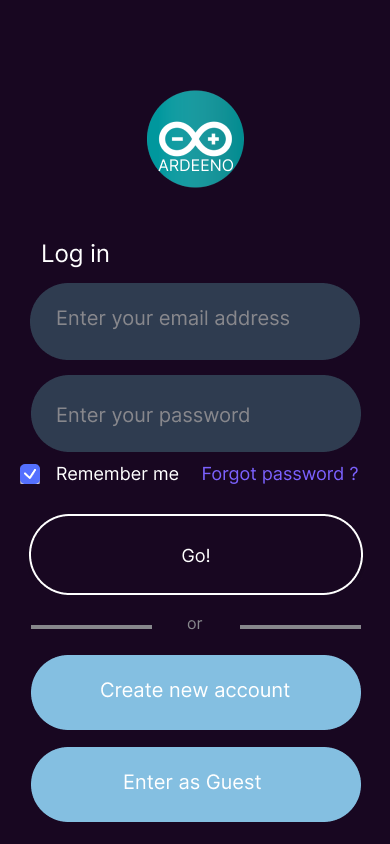 ARDEENO
Log in
Enter your email address
Enter your password
Remember me Forgot password ?
Go!
or
Create new account
Enter as Guest